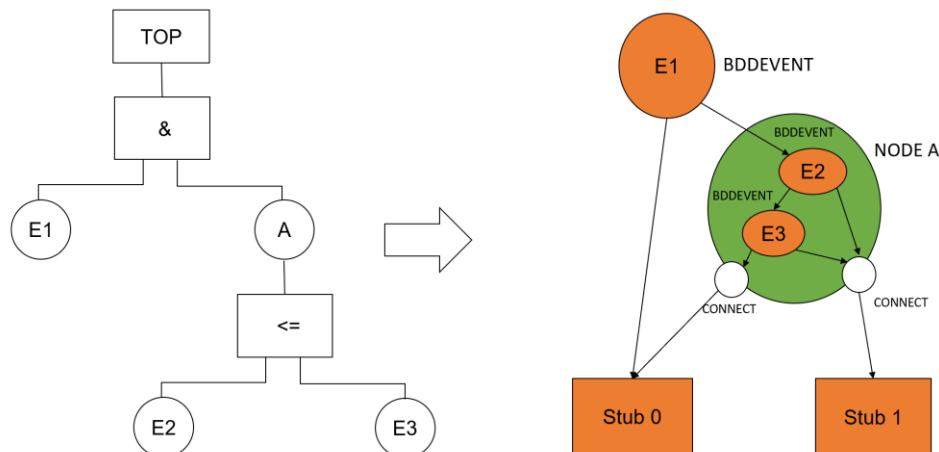 TOP
&
E1
A
<=
E2
E3
E1
BDDEVENT
BDDEVENT
NODE A
E2
BDDEVENT
E3
CONNECT
CONNECT
Stub 0
Stub 1